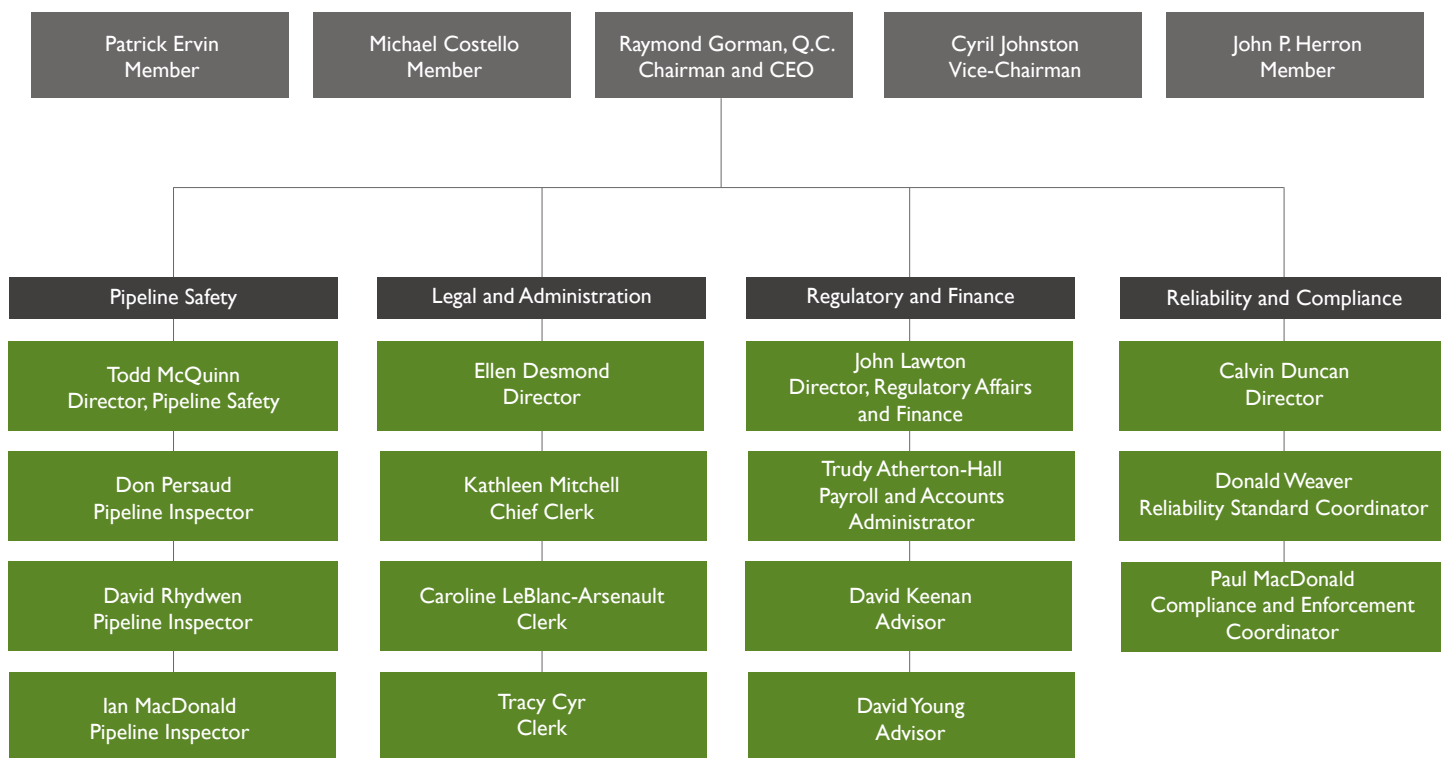 Patrick Ervin
Member
Michael Costello
Member
Raymond Gorman, Q.C.
Chairman and CEO
Cyril Johnston
Vice-Chairman
John P. Herron
Member
Pipeline Safety
Todd McQuinn
Director, Pipeline Safety
Don Persaud
Pipeline Inspector
David Rhydwen
Pipeline Inspector
Ian MacDonald
Pipeline Inspector
Legal and Administration
Ellen Desmond
Director
Kathleen Mitchell
Chief Clerk
Caroline LeBlanc-Arsenault
Clerk
Tracy Cyr
Clerk
Regulatory and Finance
John Lawton
Director, Regulatory Affairs
and Finance
Trudy Atherton-Hall
Payroll and Accounts
Administrator
David Keenan
Advisor
David Young
Advisor
Reliability and Compliance
Calvin Duncan
Director
Donald Weaver
Reliability Standard Coordinator
Paul MacDonald
Compliance and Enforcement
Coordinator